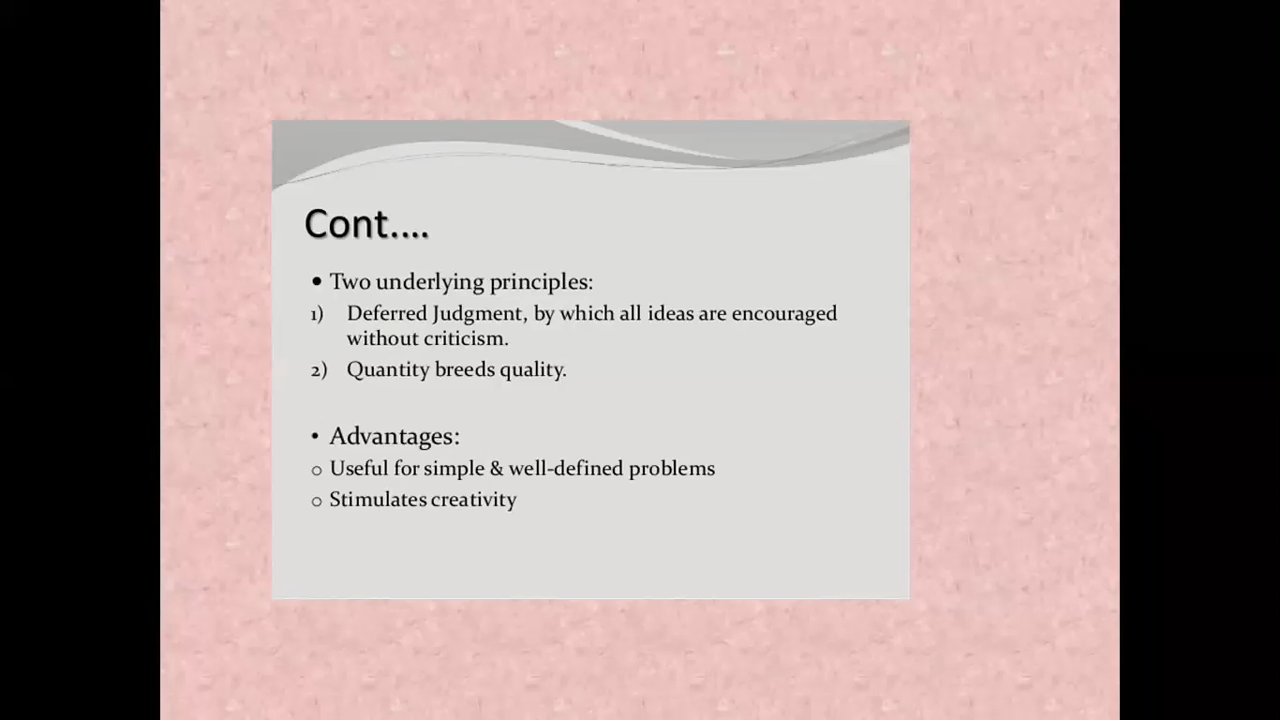 Cont....
• Two underlying principles:
1) Deferred Judgment, by which all ideas are encouraged
without criticism.
2) Quantity breeds quality.
• Advantages:
o Useful for simple & well-defined problems
o Stimulates creativity